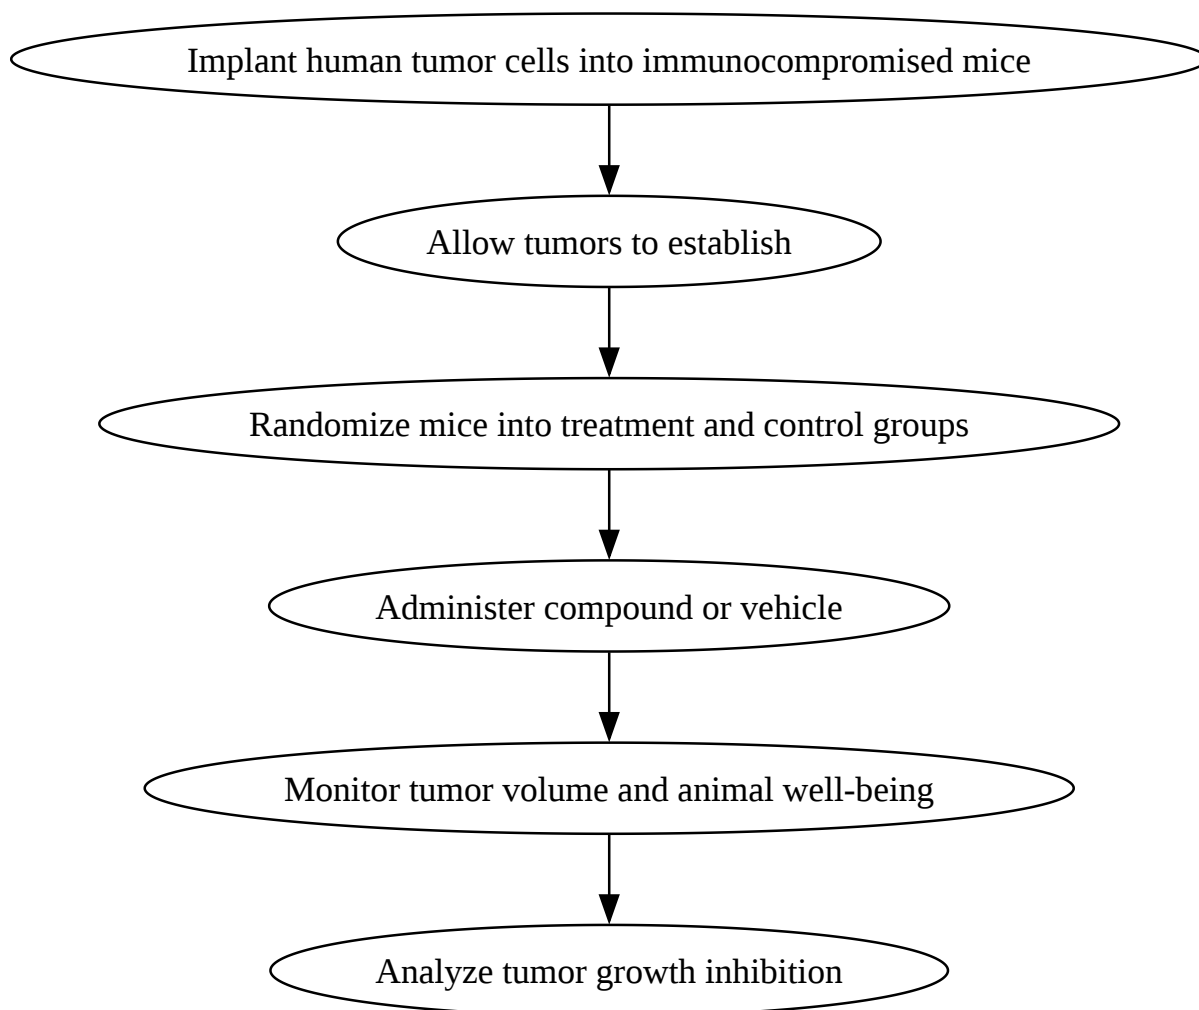 Implant human tumor cells into immunocompromised mice
Allow tumors to establish
Randomize mice into treatment and control groups
Administer compound or vehicle
Monitor tumor volume and animal well-being
Analyze tumor growth inhibition